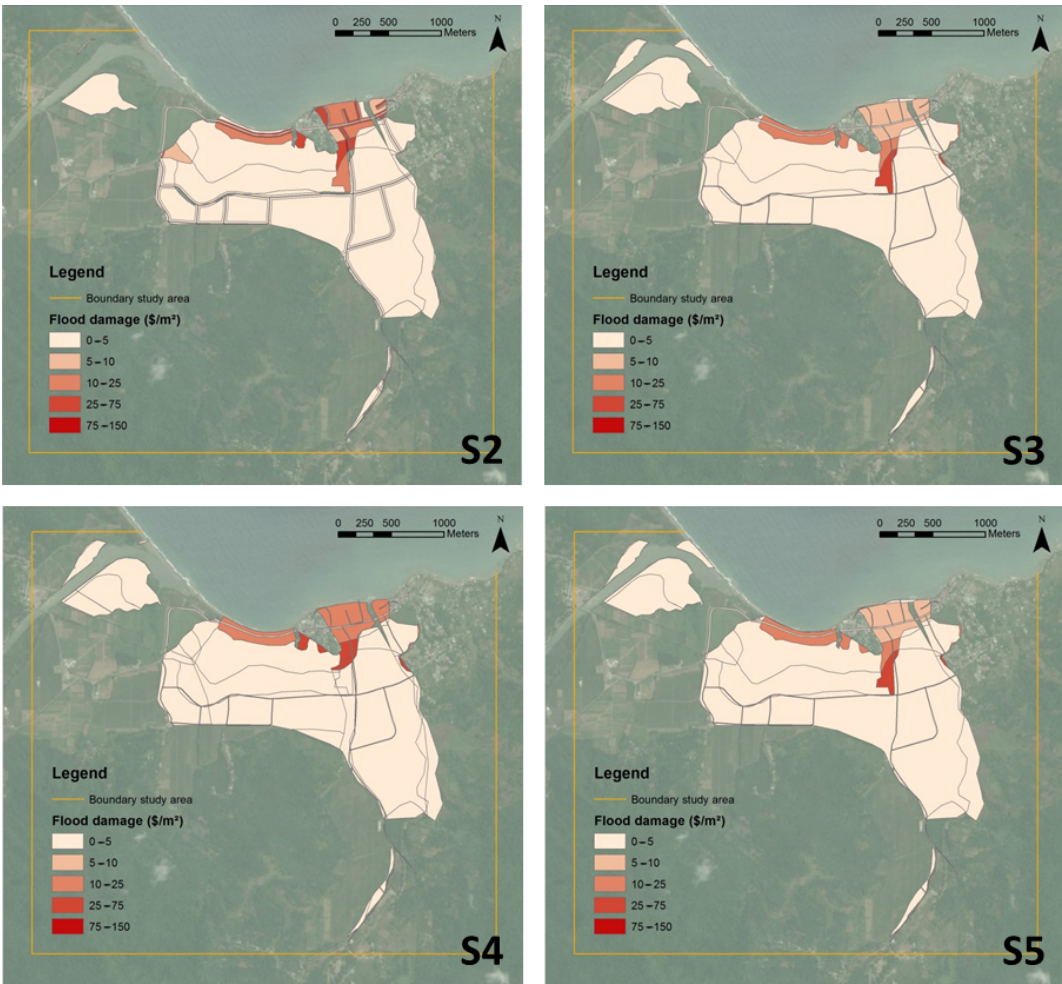 N
0 250 500 1000
Meters
Legend
Boundary study area
Flood damage ($/m²)
0–5
5–10
10–25
25–75
75–150
S2
N
0 250 500 1000
Meters
Legend
Boundary study area
Flood damage ($/m²)
0–5
5–10
10–25
25–75
75–150
S3
N
0 250 500 1000
Meters
Legend
Boundary study area
Flood damage ($/m²)
0–5
5–10
10–25
25–75
75–150
S4
N
0 250 500 1000
Meters
Legend
Boundary study area
Flood damage ($/m²)
0–5
5–10
10–25
25–75
75–150
S5